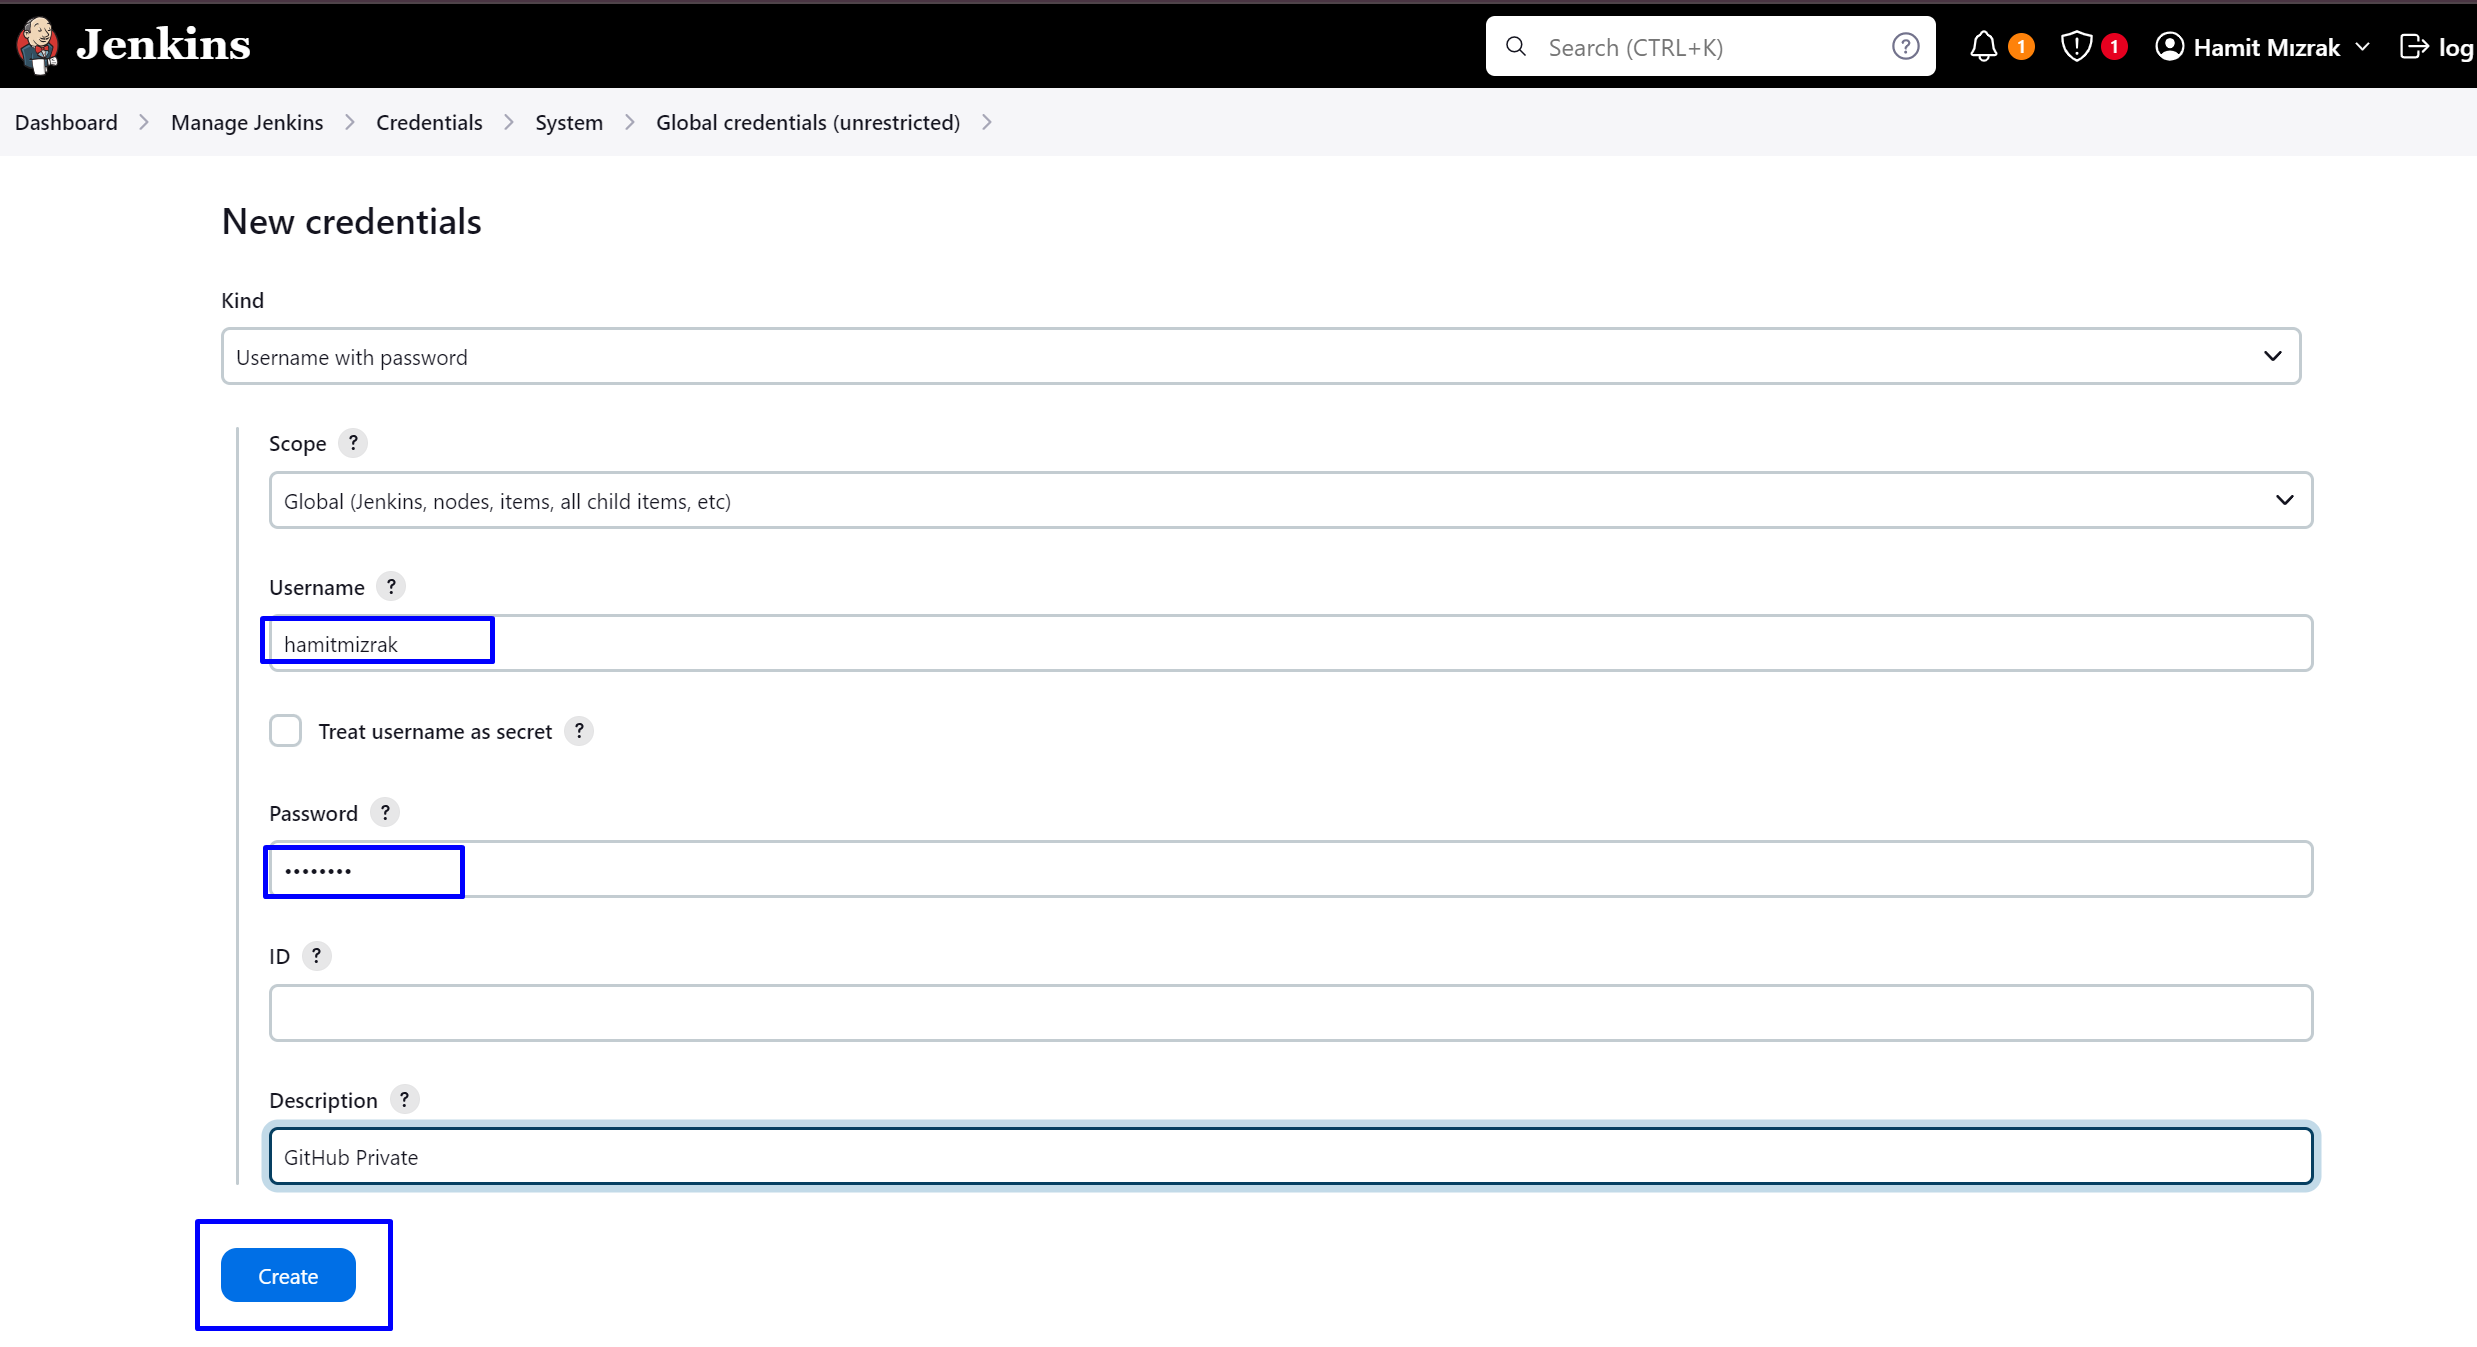 Jenkins
Search (CTRL+K)
?
1
1
Hamit Mızrak
log
Dashboard
Manage Jenkins
Credentials
System
Global credentials (unrestricted)
New credentials
Kind
Username with password
Scope ?
Global (Jenkins, nodes, items, all child items, etc)
Username ?
hamitmizrak
Treat username as secret ?
Password ?
••••••••
ID ?
Description ?
GitHub Private
Create